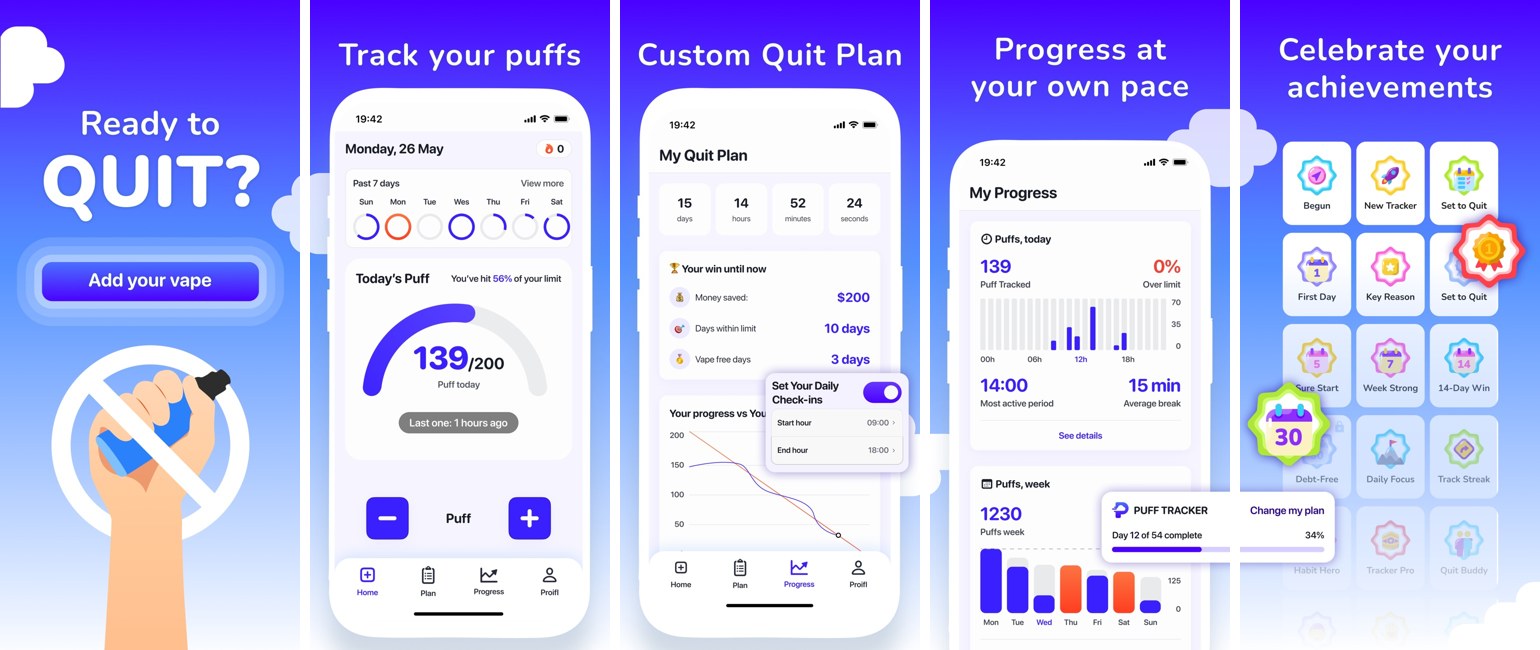 Ready to
QUIT?
Add your vape
Track your puffs
19:42
Monday, 26 May
0
Past 7 days
View more
Sun Mon Tue Wes Thu Fri Sat
Today's Puff
You've hit 56% of your limit
139/200
Puff today
Last one: 1 hours ago
Puff
Home Plan Progress Proifl
Custom Quit Plan
19:42
My Quit Plan
15 14 52 24
days hours minutes seconds
Your win until now
Money saved: $200
Days within limit 10 days
Vape free days 3 days
Set Your Daily
Check-ins
Start hour 09:00
End hour 18:00
Your progress vs You
200
150
100
50
Home Plan Progress Proifl
Progress at
your own pace
19:42
My Progress
Puffs, today
139 0%
Puff Tracked Over limit
70
35
0
00h 06h 12h 18h
14:00 15 min
Most active period Average break
See details
Puffs, week
1230
Puffs week
125
0
Mon Tue Wed Thu Fri Sat Sun
PUFF TRACKER Change my plan
Day 12 of 54 complete 34%
Celebrate your
achievements
Begun New Tracker Set to Quit
1
1
First Day Key Reason Set to Quit
5 7 14
Sure Start Week Strong 14-Day Win
30
Debt-Free Daily Focus Track Streak
Habit Hero Tracker Pro Quit Buddy